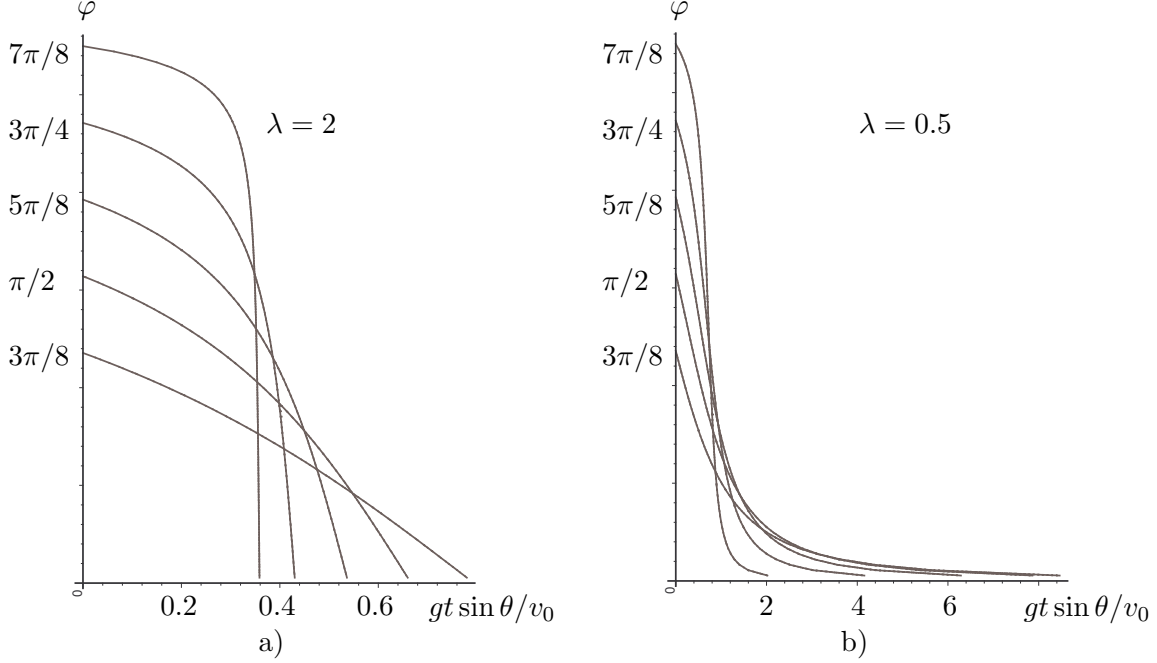 φ
7π/8
3π/4
5π/8
π/2
3π/8
λ = 2
0
0.2
0.4
0.6
gt sin θ/v₀
a)
φ
7π/8
3π/4
5π/8
π/2
3π/8
λ = 0.5
0
2
4
6
gt sin θ/v₀
b)